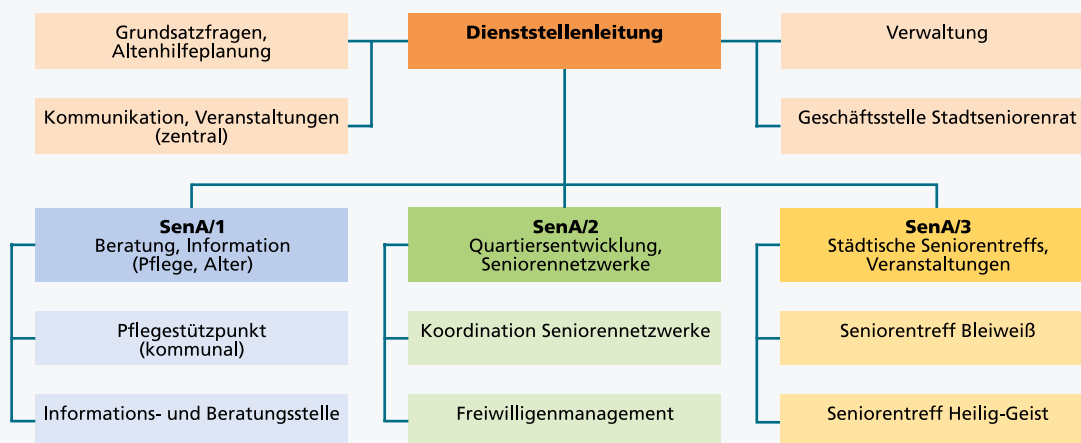 Grundsatzfragen,
Altenhilfeplanung
Dienststellenleitung
Verwaltung
Kommunikation, Veranstaltungen
(zentral)
Geschäftsstelle Stadtseniorenrat
SenA/1
Beratung, Information
(Pflege, Alter)
SenA/2
Quartiersentwicklung,
Seniorennetzwerke
SenA/3
Städtische Seniorentreffs,
Veranstaltungen
Pflegestützpunkt
(kommunal)
Koordination Seniorennetzwerke
Seniorentreff Bleiweiß
Informations- und Beratungsstelle
Freiwilligenmanagement
Seniorentreff Heilig-Geist